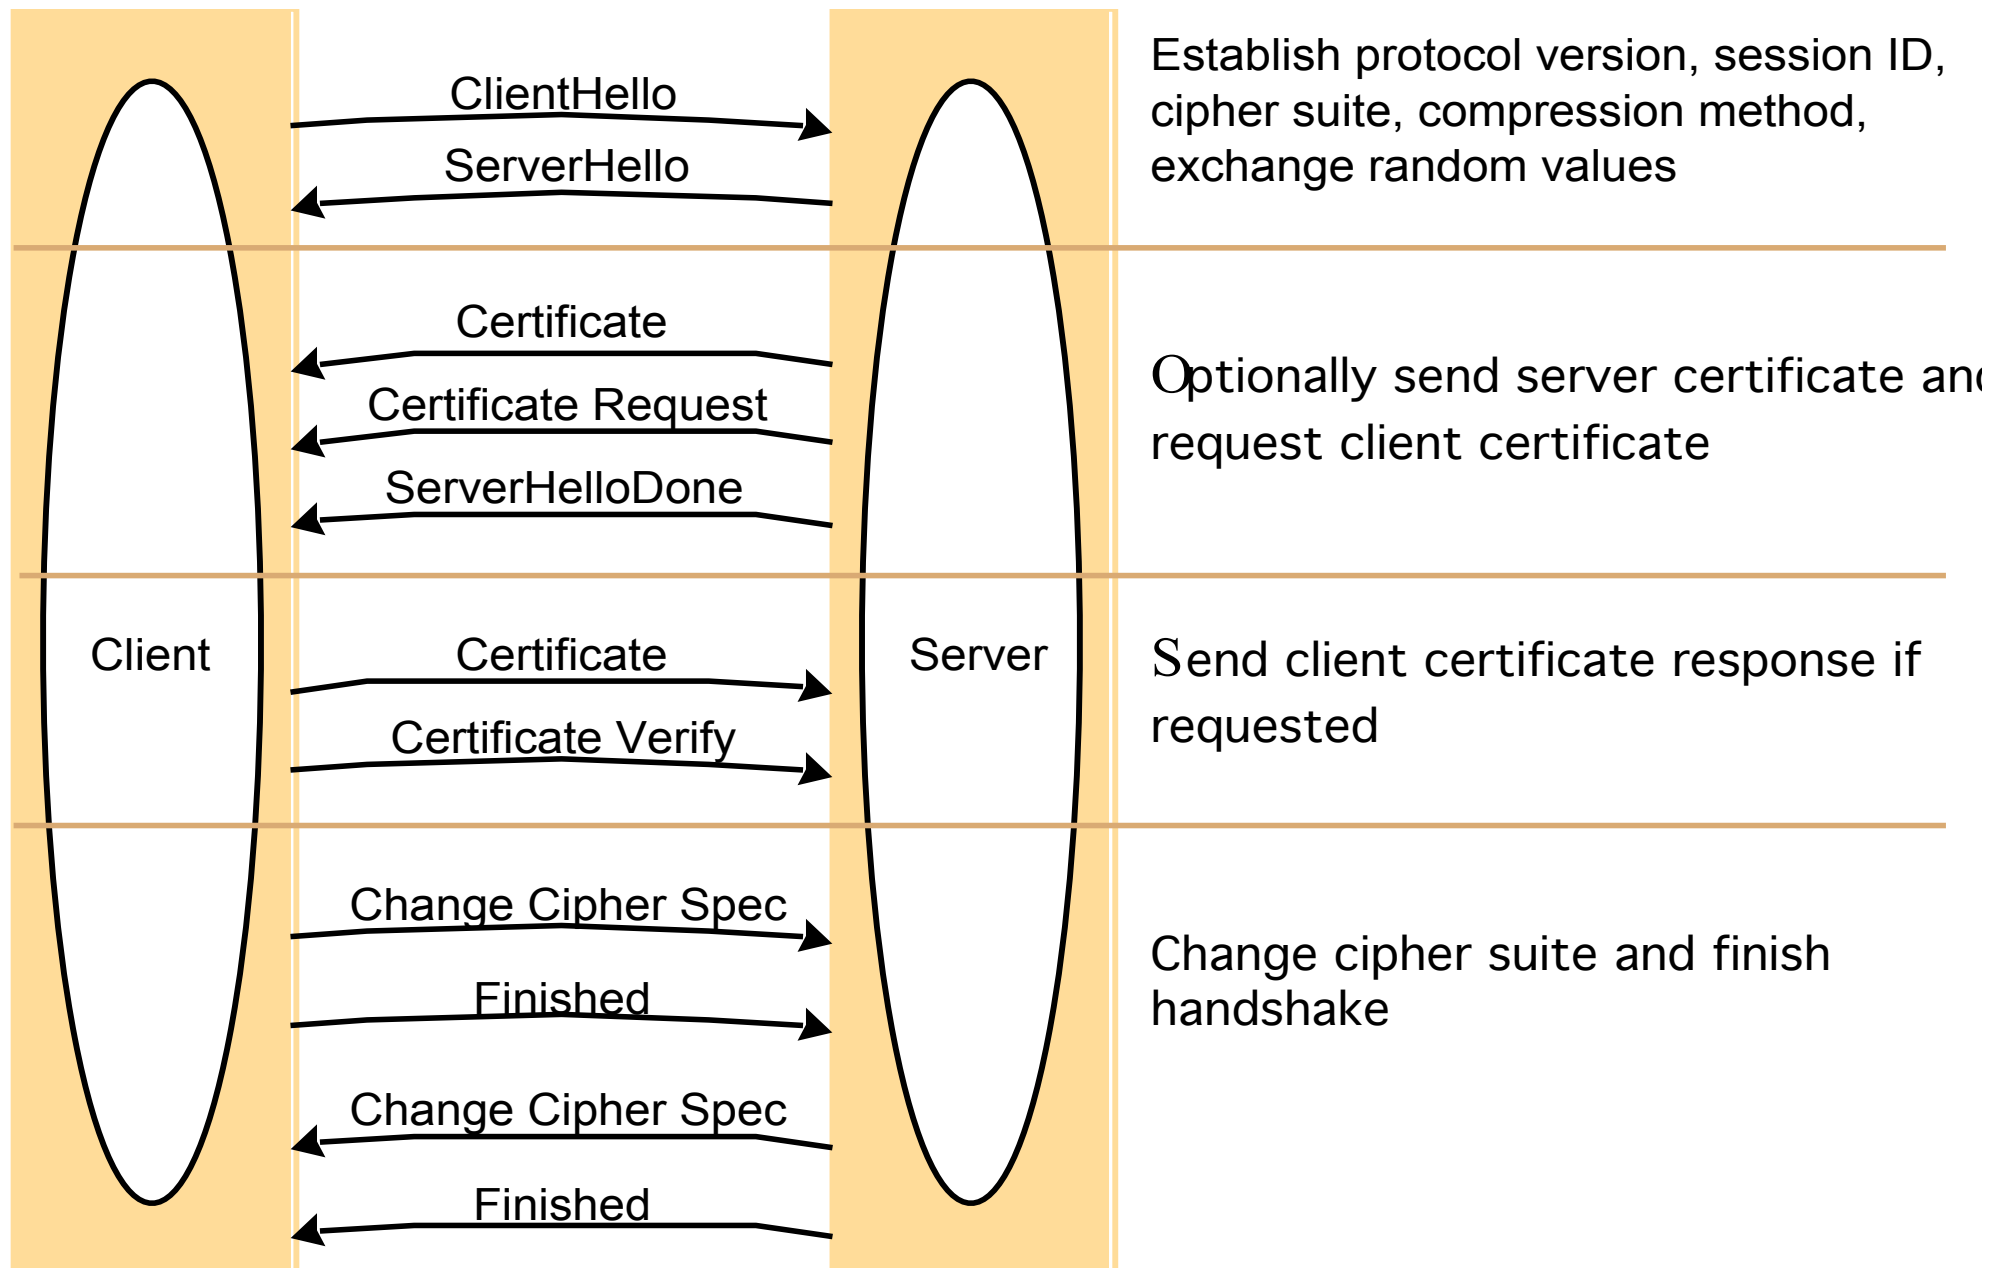 ClientHello
ServerHello
Establish protocol version, session ID,
cipher suite, compression method,
exchange random values
Certificate
Certificate Request
ServerHelloDone
Optionally send server certificate and
request client certificate
Client
Certificate
Certificate Verify
Server
Send client certificate response if
requested
Change Cipher Spec
Finished
Change Cipher Spec
Finished
Change cipher suite and finish
handshake